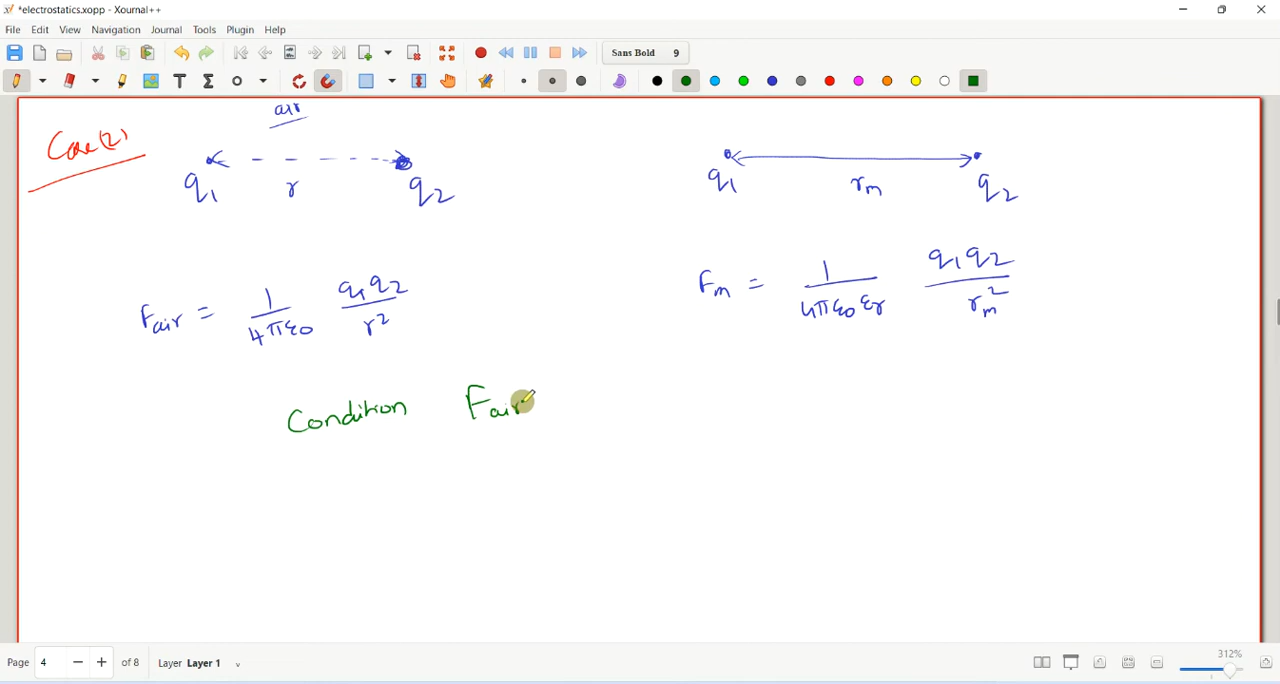 *electrostatics.xopp - Xournal++
File Edit View Navigation Journal Tools Plugin Help
Sans Bold 9
air
Case(2)
q1 r q2
q1 rm q2
Fair = 1/4πε0 q1q2/r²
Fm = 1/4πε0εr q1q2/rm²
Condition Fair
312%
Page 4 of 8 Layer Layer 1